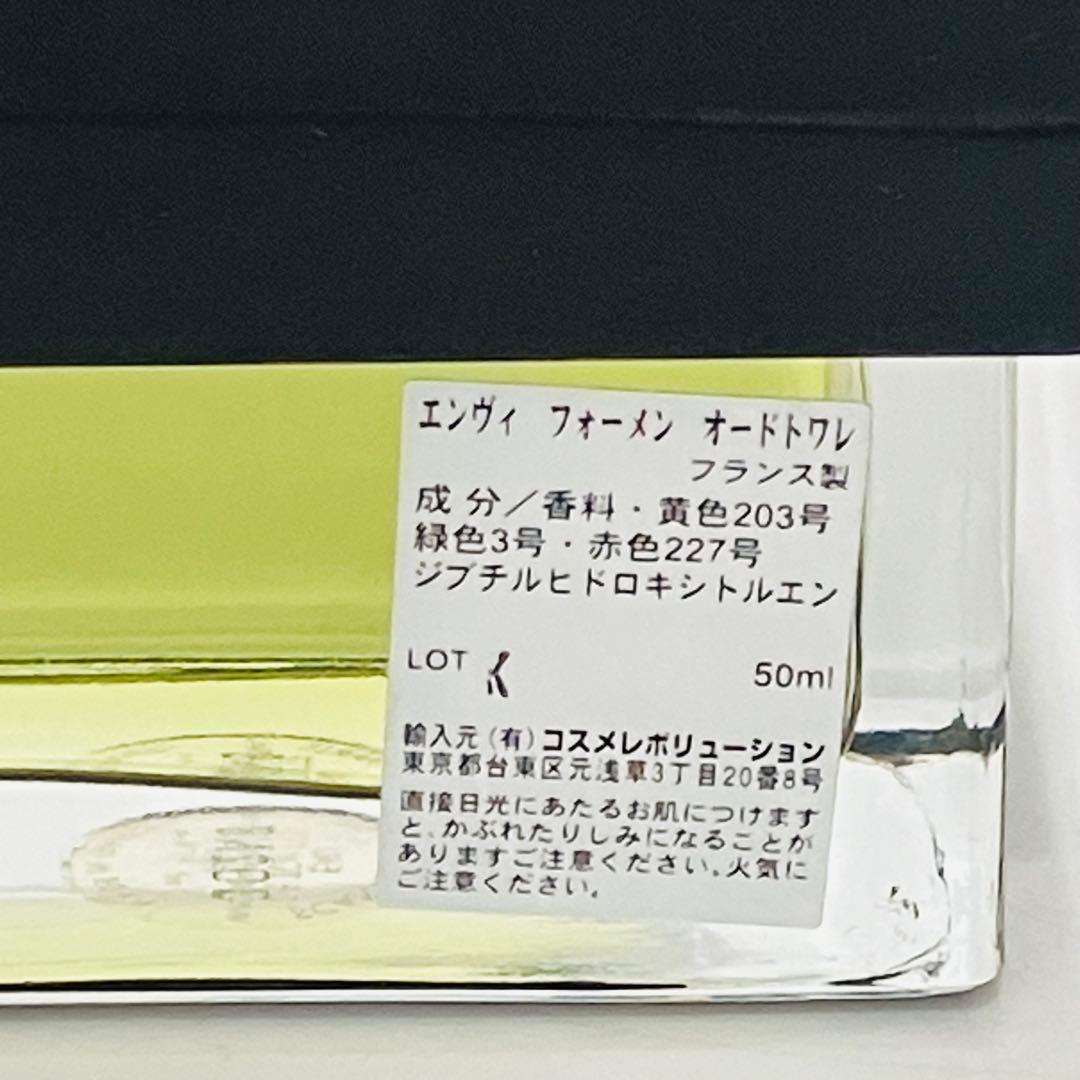 エンヴィ フォーメン オードトワレ
フランス製
成 分／香料・黄色203号
緑色3号・赤色227号
ジブチルヒドロキシトルエン
LOT K
50ml
輸入元 (有)コスメレボリューション
東京都台東区元浅草3丁目20番8号
直接日光にあたるお肌につけます
と、かぶれたりしみになることが
ありますご注意ください。火気に
ご注意ください。